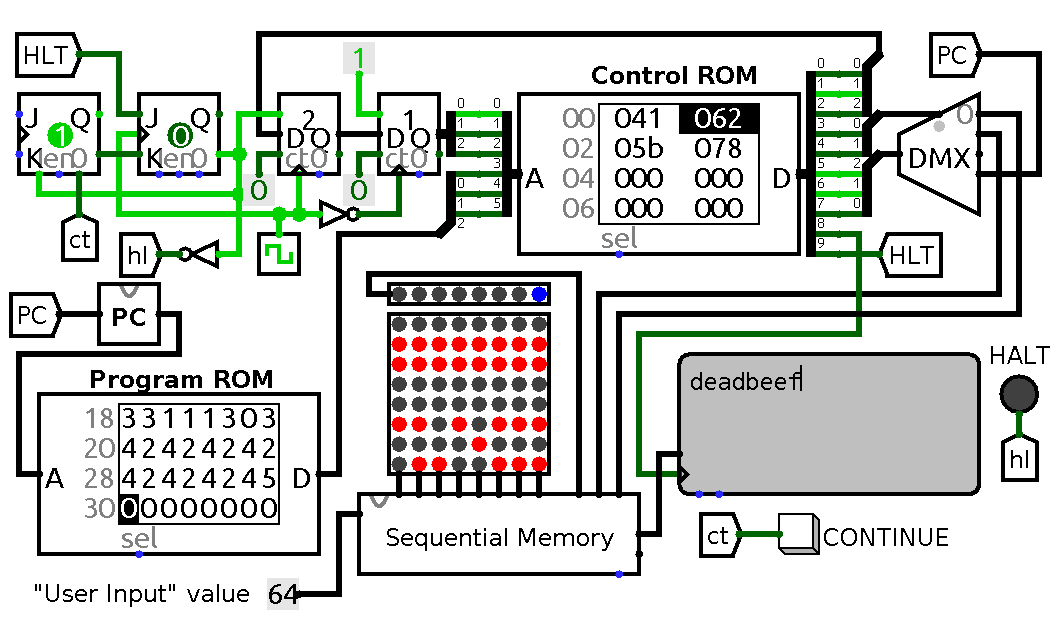 HLT
1
PC
Control ROM
J Q
1
K en 0
J Q
0
K en 0
2
D Q
ct 0
0
1
D Q
ct 0
0
0 0
1 1
2 2
3
0 4
1 5
2
00 041 062
02 05b 078
04 000 000
06 000 000
A
D
sel
0 0
1 1
2 2
3 0
4 1
5 2
6 1
7 0
8
9
0
DMX
ct
hl
HLT
PC
PC
Program ROM
18 33111303
20 42424242
28 42424245
30 00000000
A
D
sel
deadbeef
HALT
hl
Sequential Memory
ct
CONTINUE
"User Input" value 64